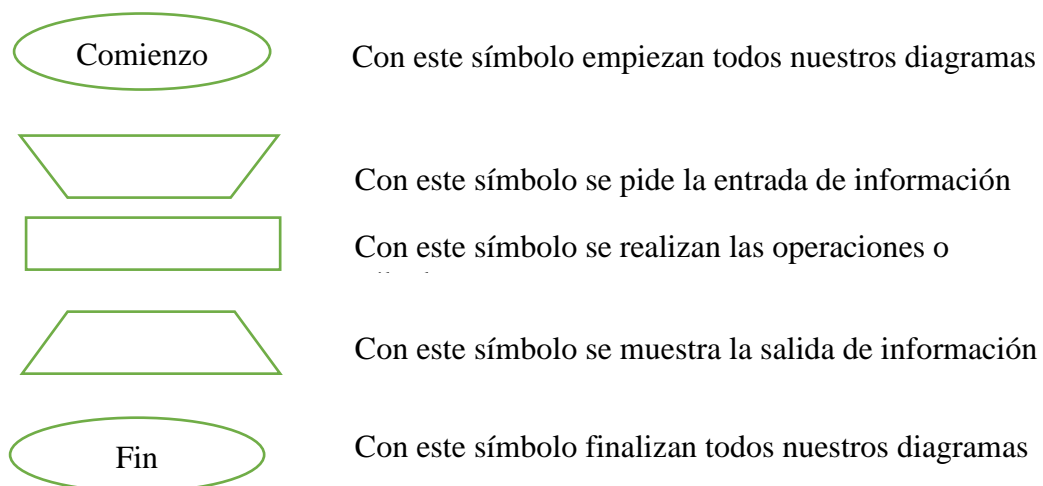 Comienzo
Con este símbolo empiezan todos nuestros diagramas
Con este símbolo se pide la entrada de información
Con este símbolo se realizan las operaciones o
Con este símbolo se muestra la salida de información
Fin
Con este símbolo finalizan todos nuestros diagramas